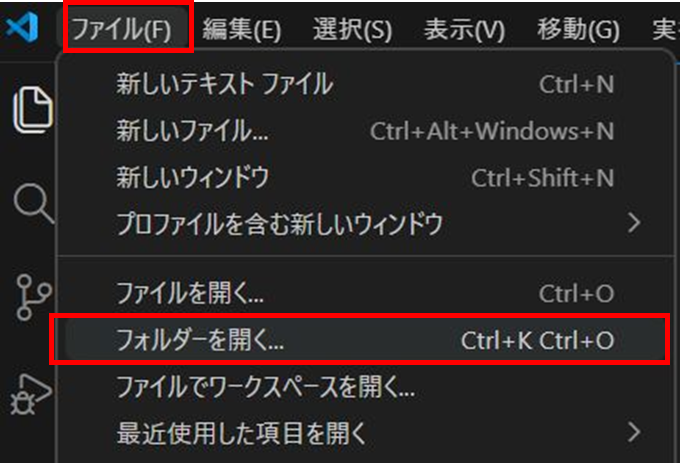 ファイル(F) 編集(E) 選択(S) 表示(V) 移動(G)
新しいテキスト ファイル Ctrl+N
新しいファイル... Ctrl+Alt+Windows+N
新しいウィンドウ Ctrl+Shift+N
プロファイルを含む新しいウィンドウ
ファイルを開く... Ctrl+O
フォルダーを開く... Ctrl+K Ctrl+O
ファイルでワークスペースを開く...
最近使用した項目を開く